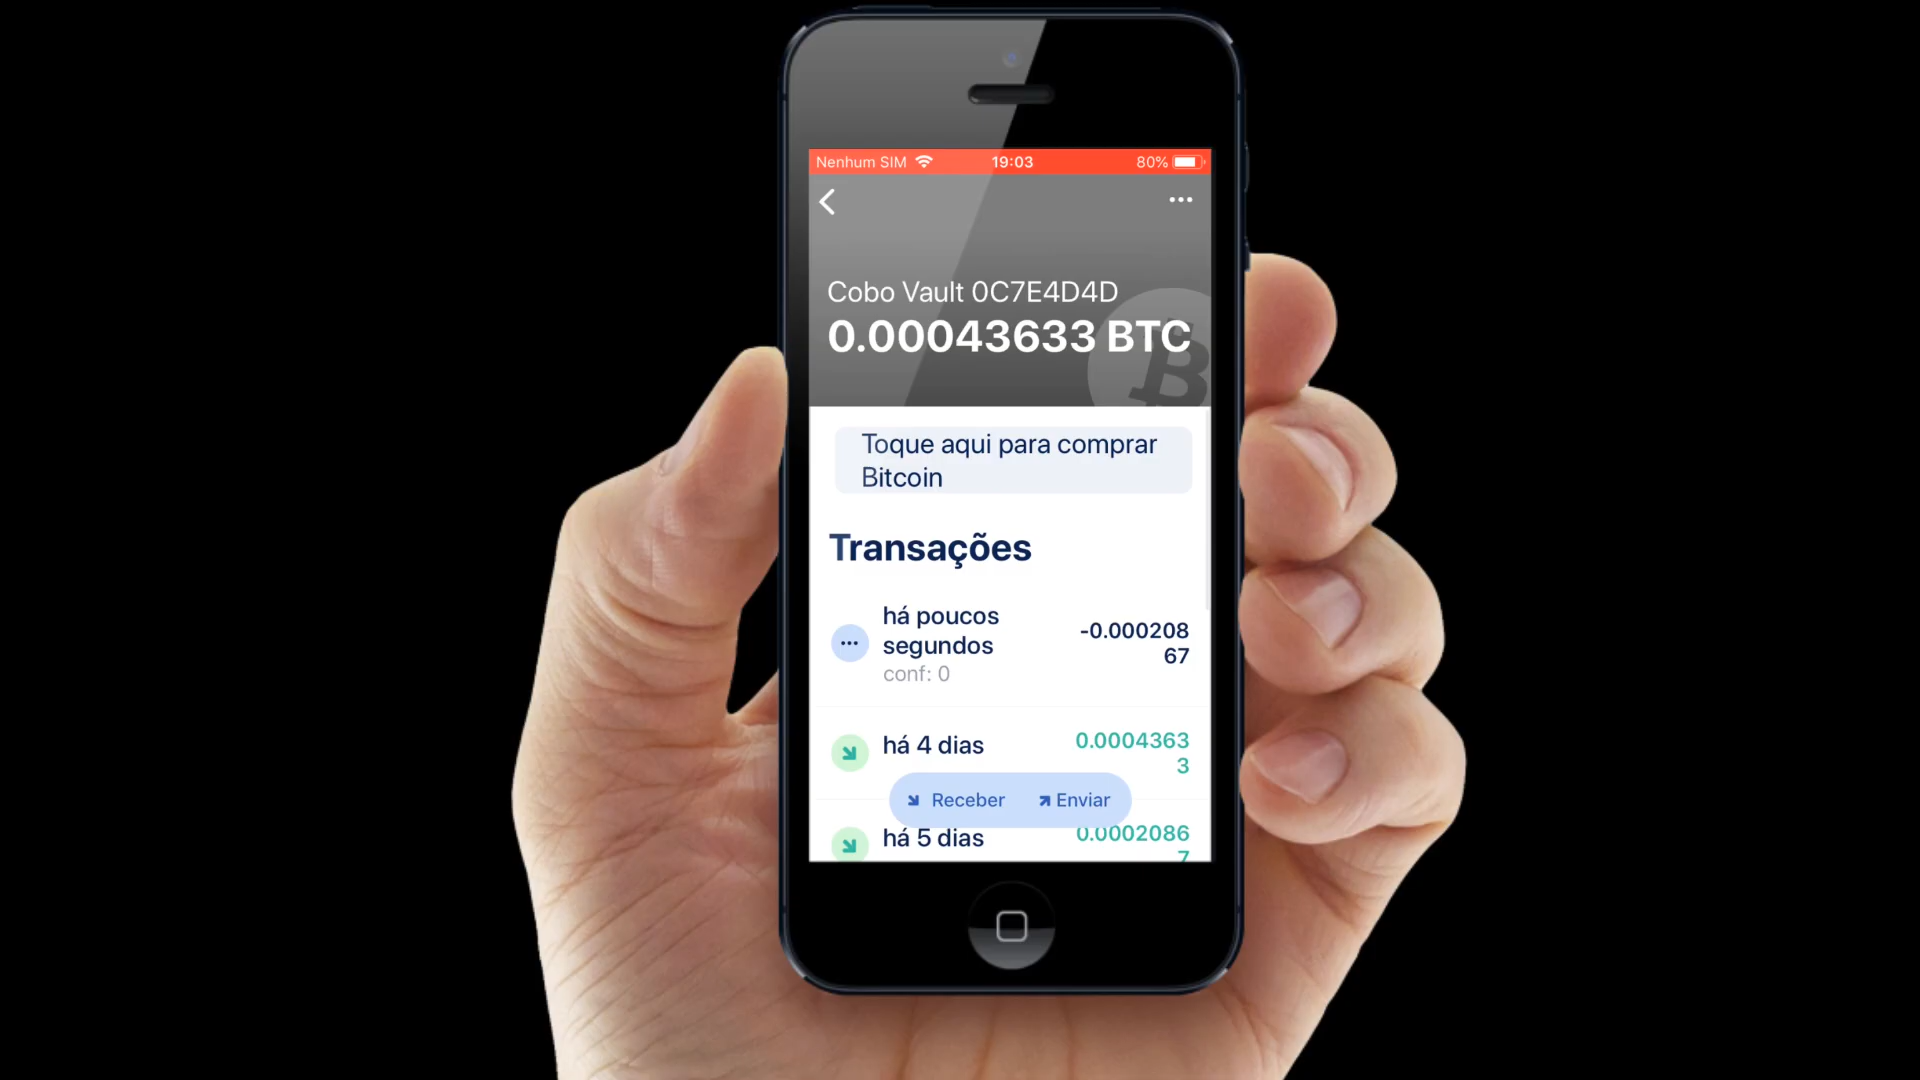 Nenhum SIM 19:03 80%
Cobo Vault 0C7E4D4D
0.00043633 BTC
Toque aqui para comprar
Bitcoin
Transações
há poucos
segundos
conf: 0
-0.000208
67
há 4 dias
0.0004363
3
Receber Enviar
há 5 dias
0.0002086
7